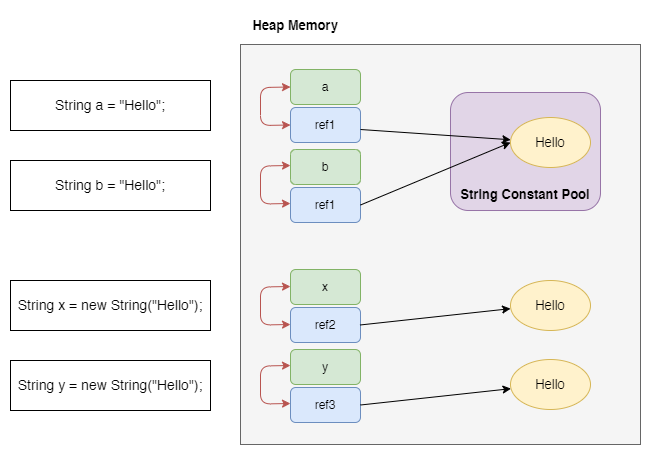 Heap Memory
String a = "Hello";
a
ref1
Hello
String b = "Hello";
b
ref1
String Constant Pool
String x = new String("Hello");
x
ref2
Hello
String y = new String("Hello");
y
ref3
Hello